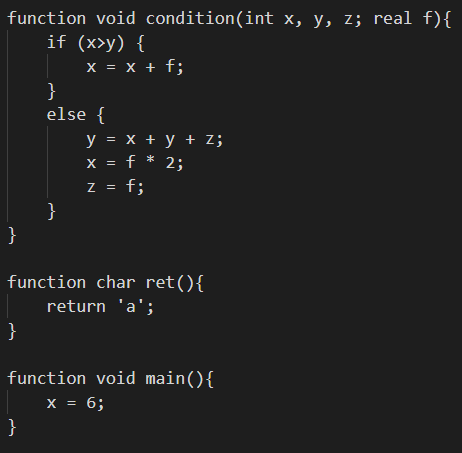 function void condition(int x, y, z; real f){
if (x>y) {
x = x + f;
}
else {
y = x + y + z;
x = f * 2;
z = f;
}
}
function char ret(){
return 'a';
}
function void main(){
x = 6;
}